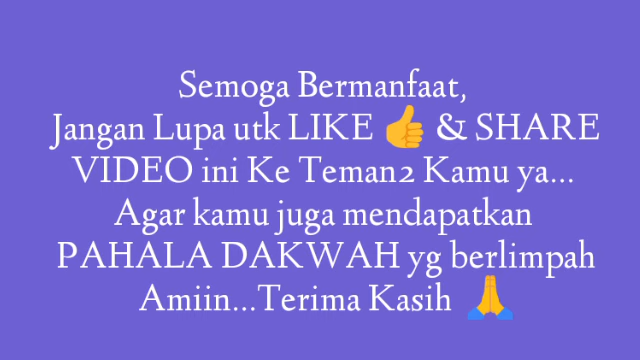 Semoga Bermanfaat,
Jangan Lupa utk LIKE 👍 & SHARE
VIDEO ini Ke Teman2 Kamu ya...
Agar kamu juga mendapatkan
PAHALA DAKWAH yg berlimpah
Amiin...Terima Kasih 🙏